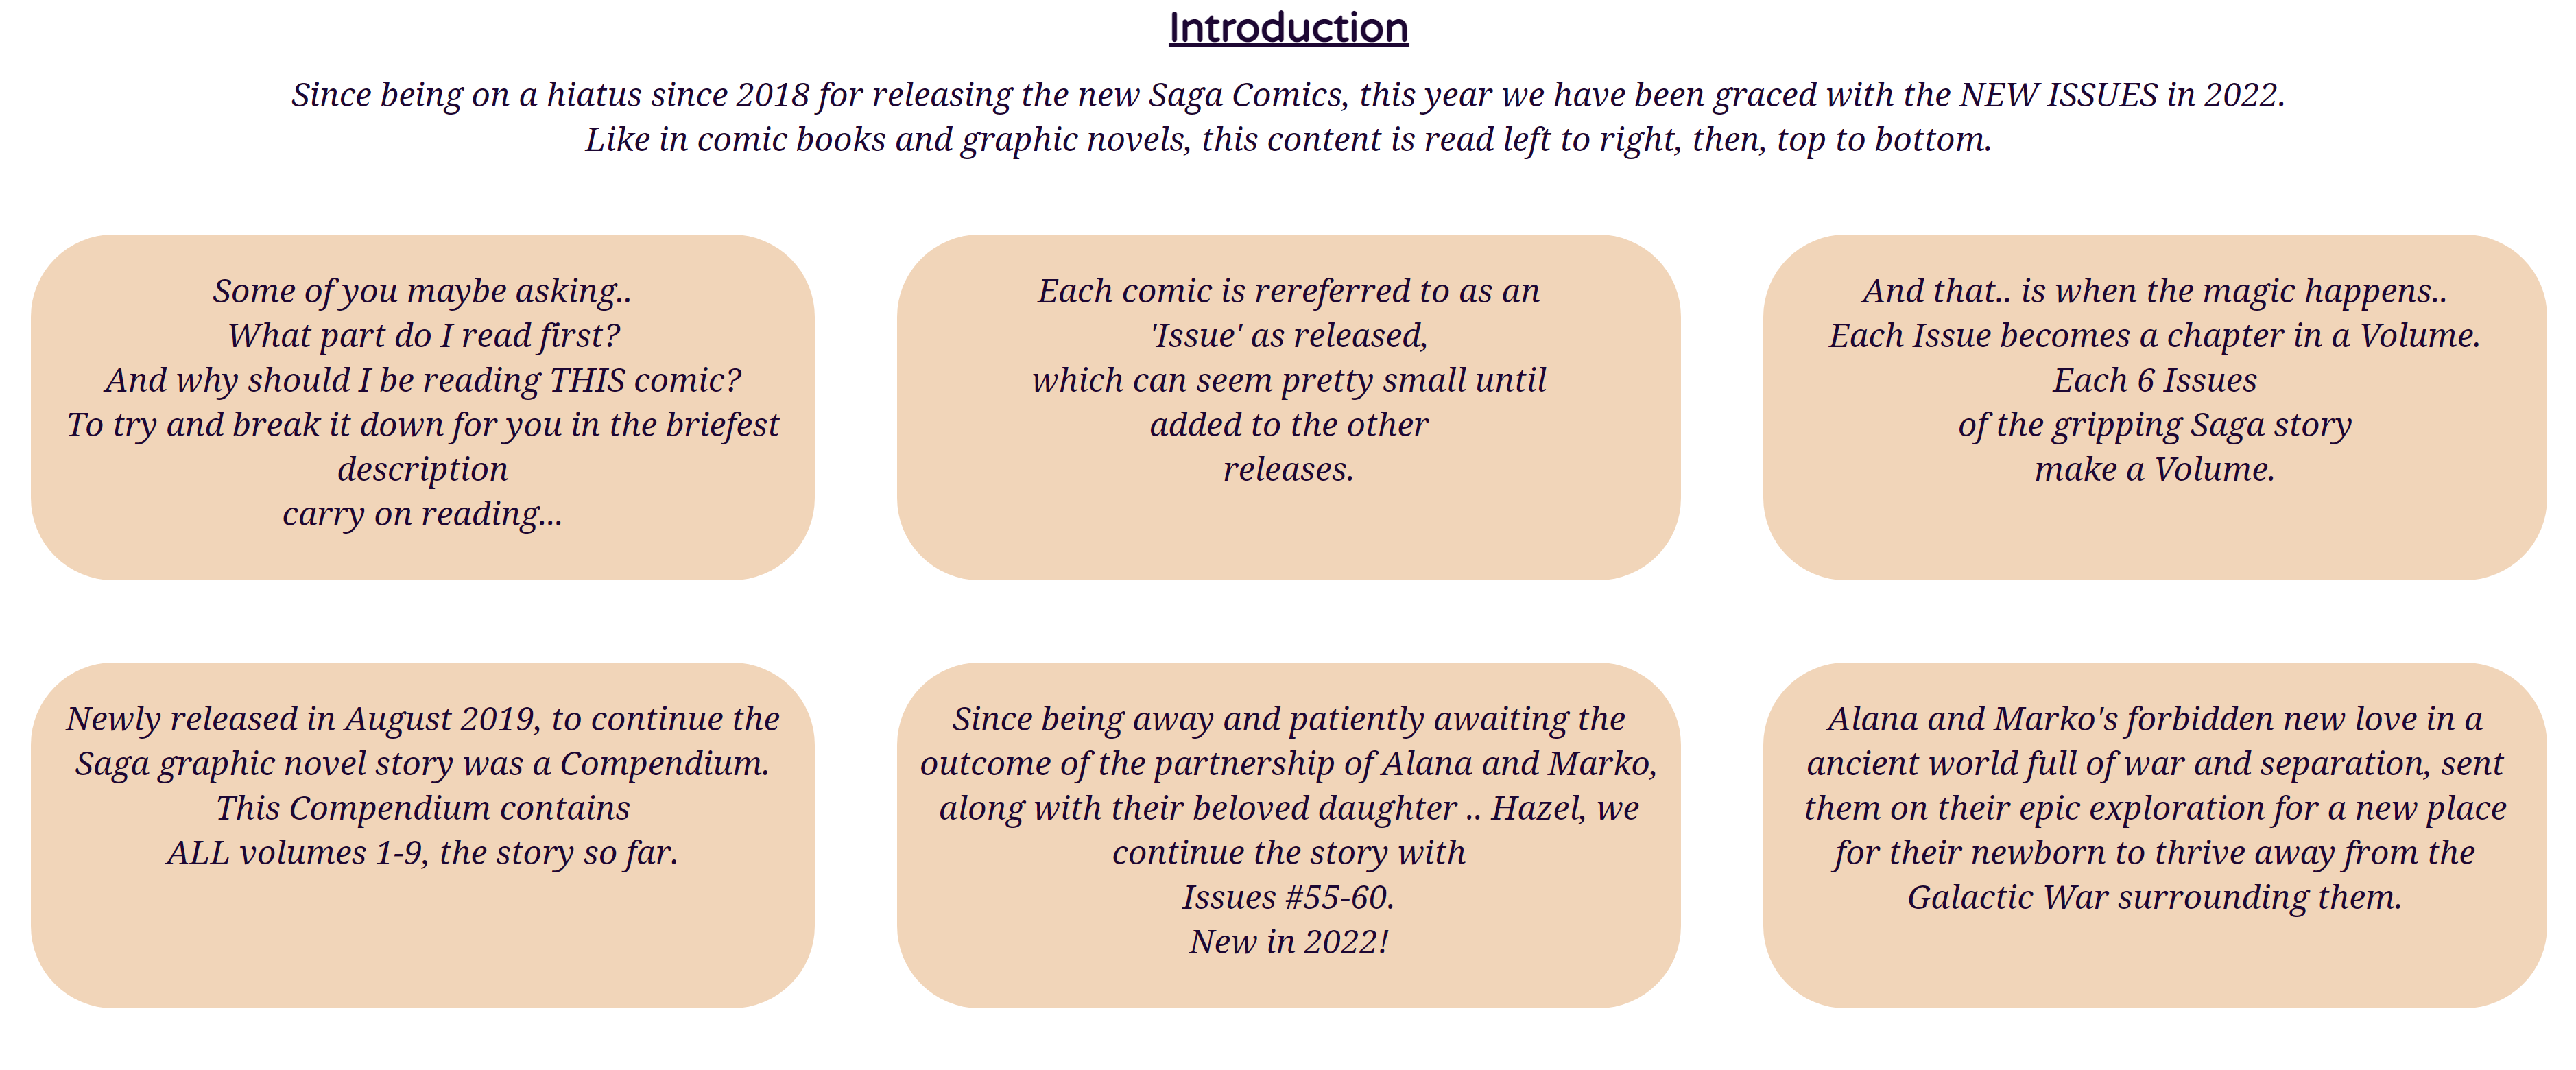 Introduction
Since being on a hiatus since 2018 for releasing the new Saga Comics, this year we have been graced with the NEW ISSUES in 2022.
Like in comic books and graphic novels, this content is read left to right, then, top to bottom.
Some of you maybe asking..
What part do I read first?
And why should I be reading THIS comic?
To try and break it down for you in the briefest
description
carry on reading...
Each comic is rereferred to as an
'Issue' as released,
which can seem pretty small until
added to the other
releases.
And that.. is when the magic happens..
Each Issue becomes a chapter in a Volume.
Each 6 Issues
of the gripping Saga story
make a Volume.
Newly released in August 2019, to continue the
Saga graphic novel story was a Compendium.
This Compendium contains
ALL volumes 1-9, the story so far.
Since being away and patiently awaiting the
outcome of the partnership of Alana and Marko,
along with their beloved daughter .. Hazel, we
continue the story with
Issues #55-60.
New in 2022!
Alana and Marko's forbidden new love in a
ancient world full of war and separation, sent
them on their epic exploration for a new place
for their newborn to thrive away from the
Galactic War surrounding them.